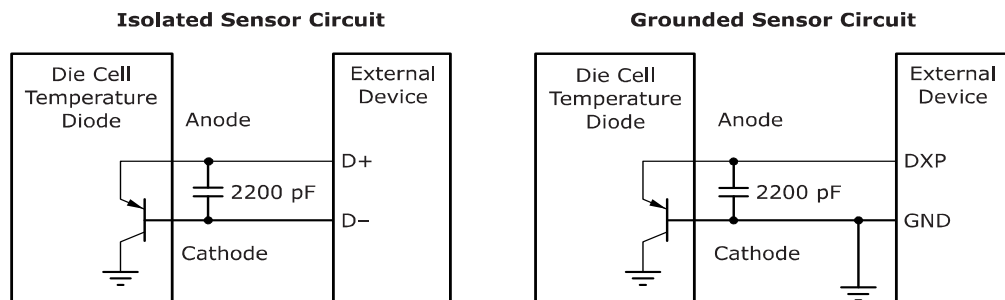 Isolated Sensor Circuit
Die Cell
Temperature
Diode
External
Device
Anode
D+
2200 pF
D−
Cathode
Grounded Sensor Circuit
Die Cell
Temperature
Diode
External
Device
Anode
DXP
2200 pF
GND
Cathode